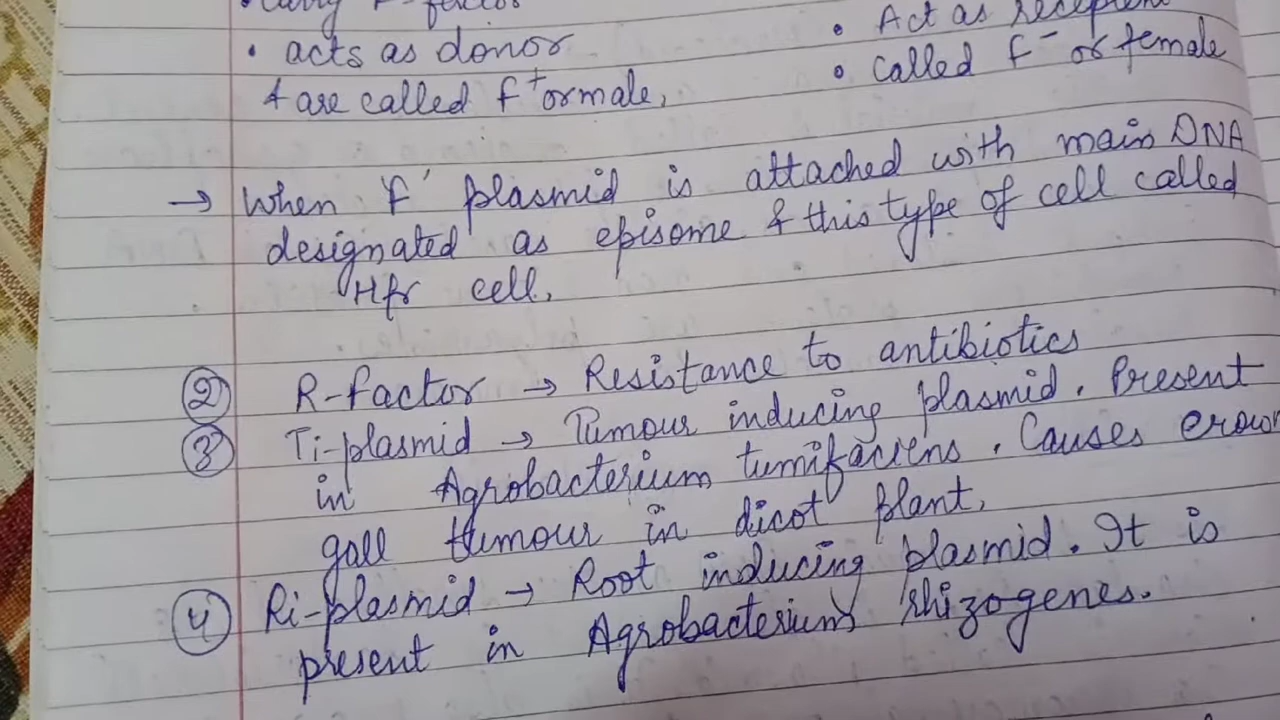 • Carry F-factor
• Act as recepient
• acts as donor
• Called F⁻ or female
& are called F⁺ or male,
→ When 'F' plasmid is attached with main DNA
designated as episome & this type of cell called
Hfr cell.
② R-factor → Resistance to antibiotics
③ Ti-plasmid → Tumour inducing plasmid. Present
in Agrobacterium tumifaciens. Causes crown
gall tumour in dicot plant,
④ Ri-plasmid → Root inducing plasmid. It is
present in Agrobacterium rhizogenes.